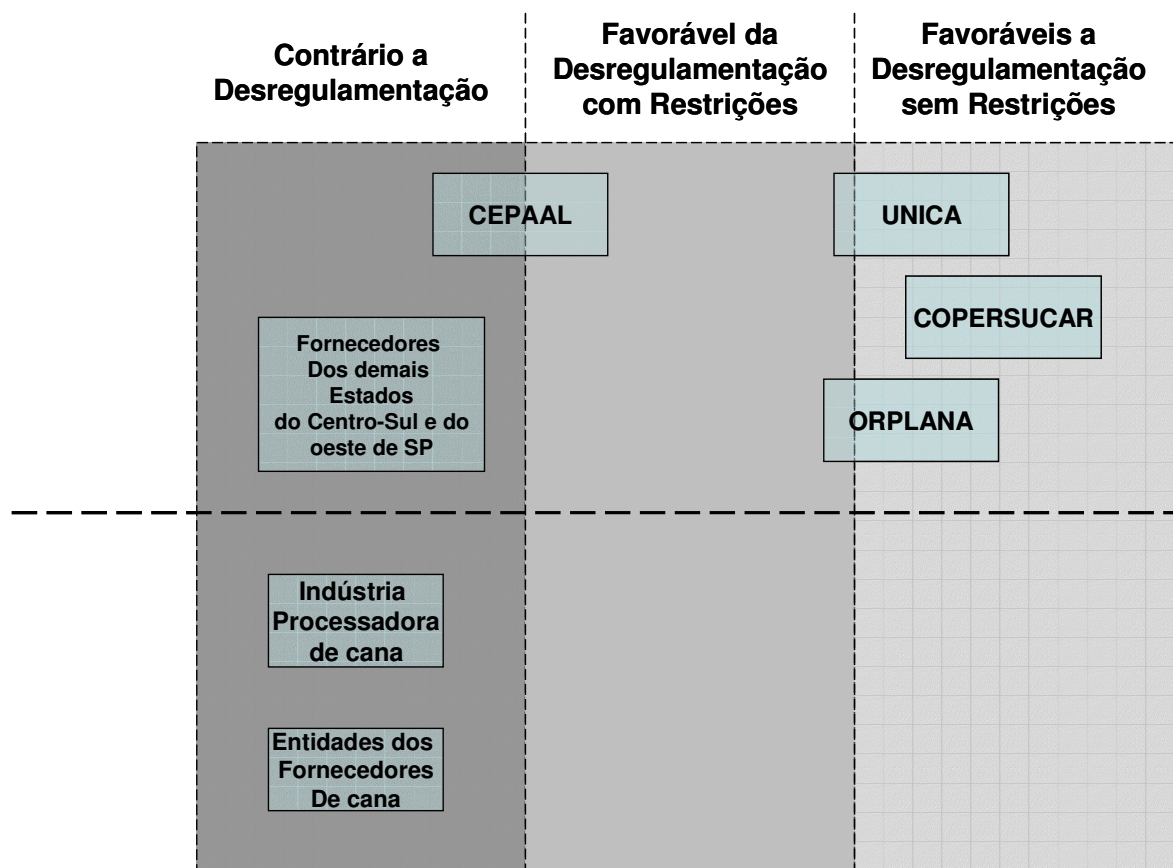 Contrário a
Desregulamentação
Favorável da
Desregulamentação
com Restrições
Favoráveis a
Desregulamentação
sem Restrições
CEPAAL
UNICA
COPERSUCAR
Fornecedores
Dos demais
Estados
do Centro-Sul e do
oeste de SP
ORPLANA
Indústria
Processadora
de cana
Entidades dos
Fornecedores
De cana